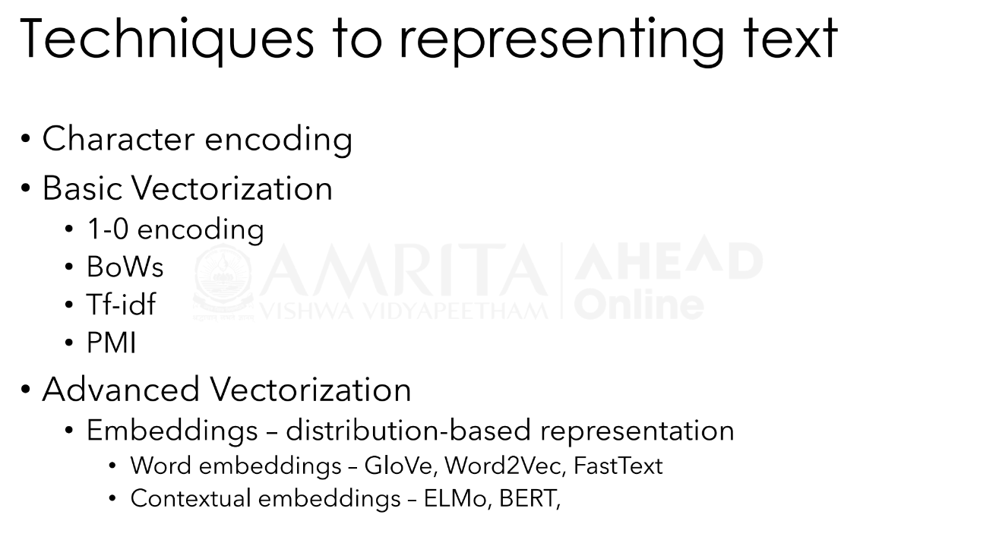 Techniques to representing text
• Character encoding
• Basic Vectorization
• 1-0 encoding
• BoWs
• Tf-idf
• PMI
• Advanced Vectorization
• Embeddings – distribution-based representation
• Word embeddings – GloVe, Word2Vec, FastText
• Contextual embeddings – ELMo, BERT,
AMRITA
VISHWA VIDYAPEETHAM
AHEAD
Online